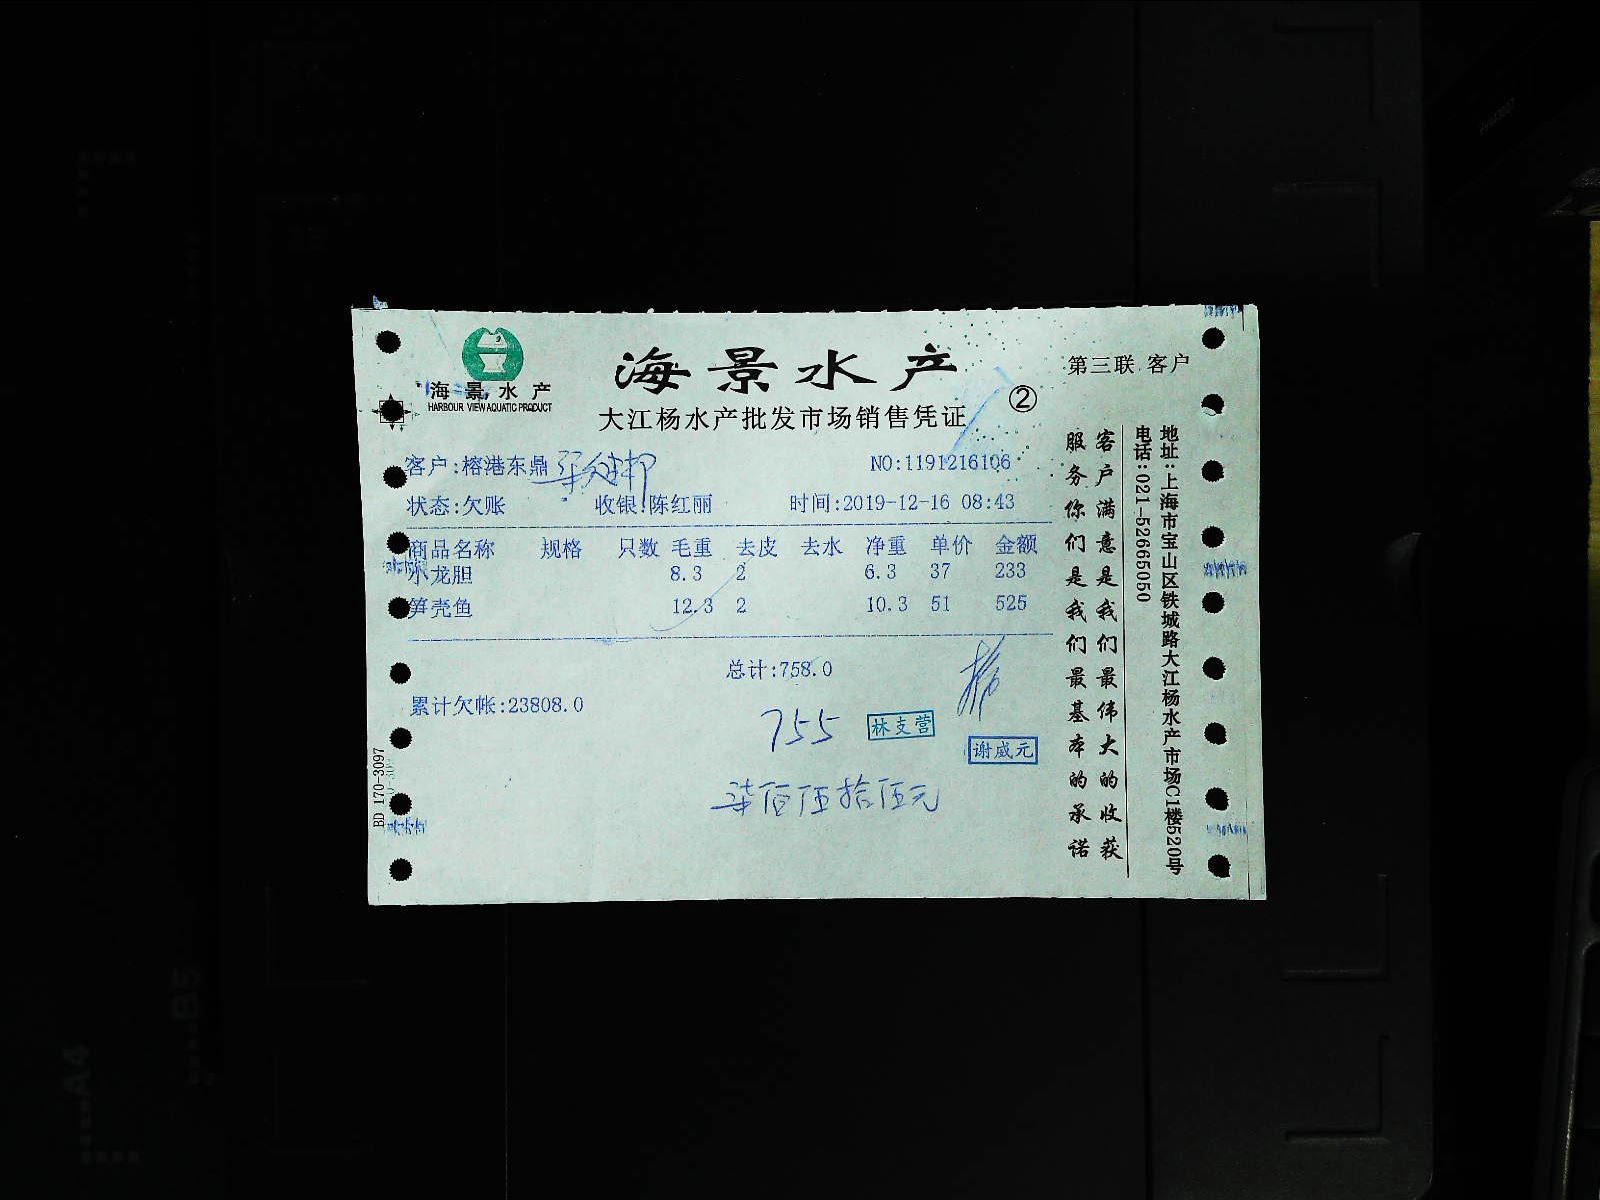 海景水产
HARBOUR VIEW AQUATIC PRODUCT
海景水产
大江杨水产批发市场销售凭证
②
第三联 客户
客户:榕港东鼎
NO:1191216106
状态:欠账 收银:陈红丽 时间:2019-12-16 08:43
商品名称 规格 只数 毛重 去皮 去水 净重 单价 金额
小龙胆 8.3 2 6.3 37 233
笋壳鱼 12.3 2 10.3 51 525
总计:758.0
累计欠帐:23808.0
755
林支营
谢威元
柒佰伍拾伍元
客户满意是我们最伟大的收获
服务你们是我们最基本的承诺
地址:上海市宝山区铁城路大江杨水产市场C1楼520号
电话:021-52665050
BD 170-3097
A4
B5